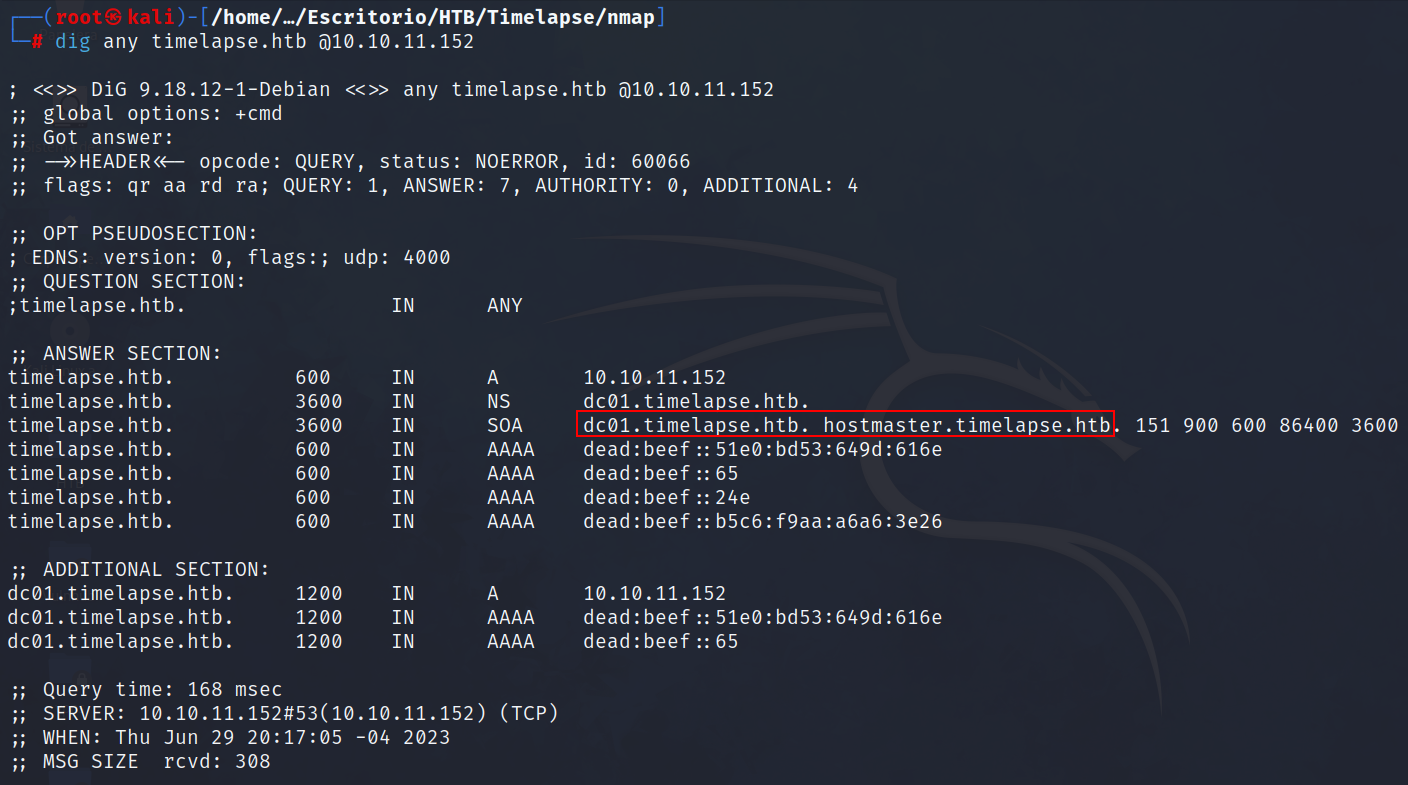 ┌──(root㉿kali)-[/home/…/Escritorio/HTB/Timelapse/nmap]
└─# dig any timelapse.htb @10.10.11.152
; <<>> DiG 9.18.12-1-Debian <<>> any timelapse.htb @10.10.11.152
;; global options: +cmd
;; Got answer:
;; ->>HEADER<<- opcode: QUERY, status: NOERROR, id: 60066
;; flags: qr aa rd ra; QUERY: 1, ANSWER: 7, AUTHORITY: 0, ADDITIONAL: 4
;; OPT PSEUDOSECTION:
; EDNS: version: 0, flags:; udp: 4000
;; QUESTION SECTION:
;timelapse.htb. IN ANY
;; ANSWER SECTION:
timelapse.htb. 600 IN A 10.10.11.152
timelapse.htb. 3600 IN NS dc01.timelapse.htb.
timelapse.htb. 3600 IN SOA dc01.timelapse.htb. hostmaster.timelapse.htb. 151 900 600 86400 3600
timelapse.htb. 600 IN AAAA dead:beef::51e0:bd53:649d:616e
timelapse.htb. 600 IN AAAA dead:beef::65
timelapse.htb. 600 IN AAAA dead:beef::24e
timelapse.htb. 600 IN AAAA dead:beef::b5c6:f9aa:a6a6:3e26
;; ADDITIONAL SECTION:
dc01.timelapse.htb. 1200 IN A 10.10.11.152
dc01.timelapse.htb. 1200 IN AAAA dead:beef::51e0:bd53:649d:616e
dc01.timelapse.htb. 1200 IN AAAA dead:beef::65
;; Query time: 168 msec
;; SERVER: 10.10.11.152#53(10.10.11.152) (TCP)
;; WHEN: Thu Jun 29 20:17:05 -04 2023
;; MSG SIZE rcvd: 308